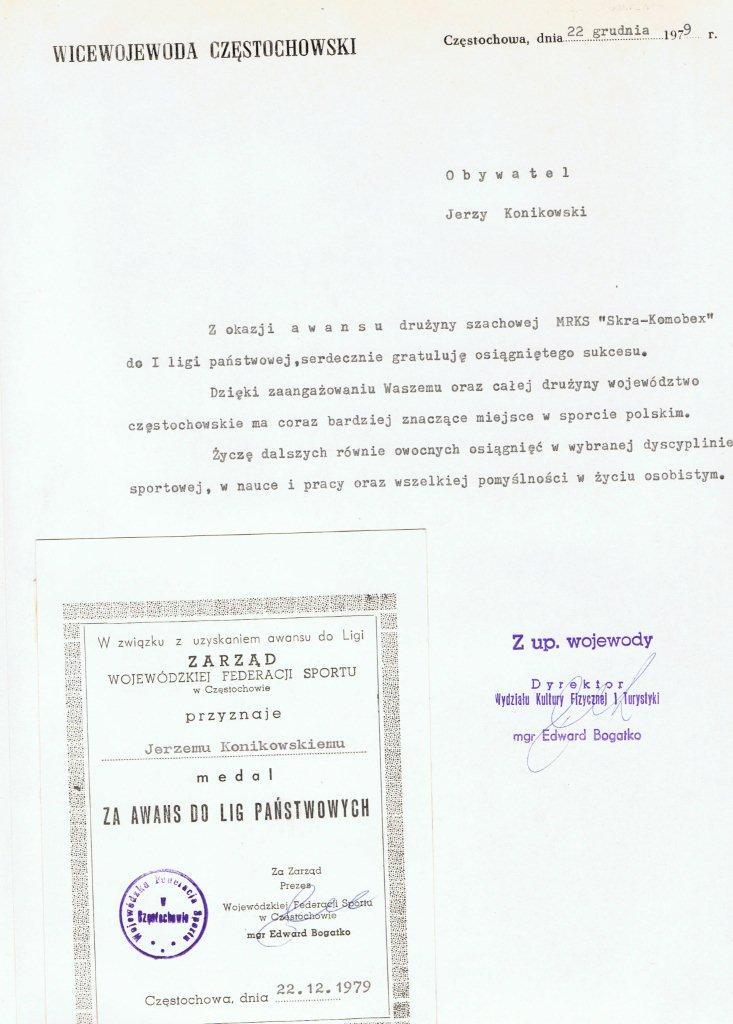 WICEWOJEWODA CZĘSTOCHOWSKI
Częstochowa, dnia 22 grudnia 1979 r.
Obywatel
Jerzy Konikowski
Z okazji awansu drużyny szachowej MRKS "Skra-Komobex"
do I ligi państwowej,serdecznie gratuluję osiągniętego sukcesu.
Dzięki zaangażowaniu Waszemu oraz całej drużyny województwo
częstochowskie ma coraz bardziej znaczące miejsce w sporcie polskim.
Życzę dalszych równie owocnych osiągnięć w wybranej dyscyplinie
sportowej, w nauce i pracy oraz wszelkiej pomyślności w życiu osobistym.
Z up. wojewody
Dyrektor
Wydziału Kultury Fizycznej i Turystyki
mgr Edward Bogatko
W związku z uzyskaniem awansu do Ligi
ZARZĄD
WOJEWÓDZKIEJ FEDERACJI SPORTU
w Częstochowie
przyznaje
Jerzemu Konikowskiemu
medal
ZA AWANS DO LIG PAŃSTWOWYCH
Za Zarząd
Prezes
Wojewódzkiej Federacji Sportu
w Częstochowie
mgr Edward Bogatko
Wojewódzka Federacja Sportu
w
Częstochowie
Częstochowa, dnia 22.12.1979